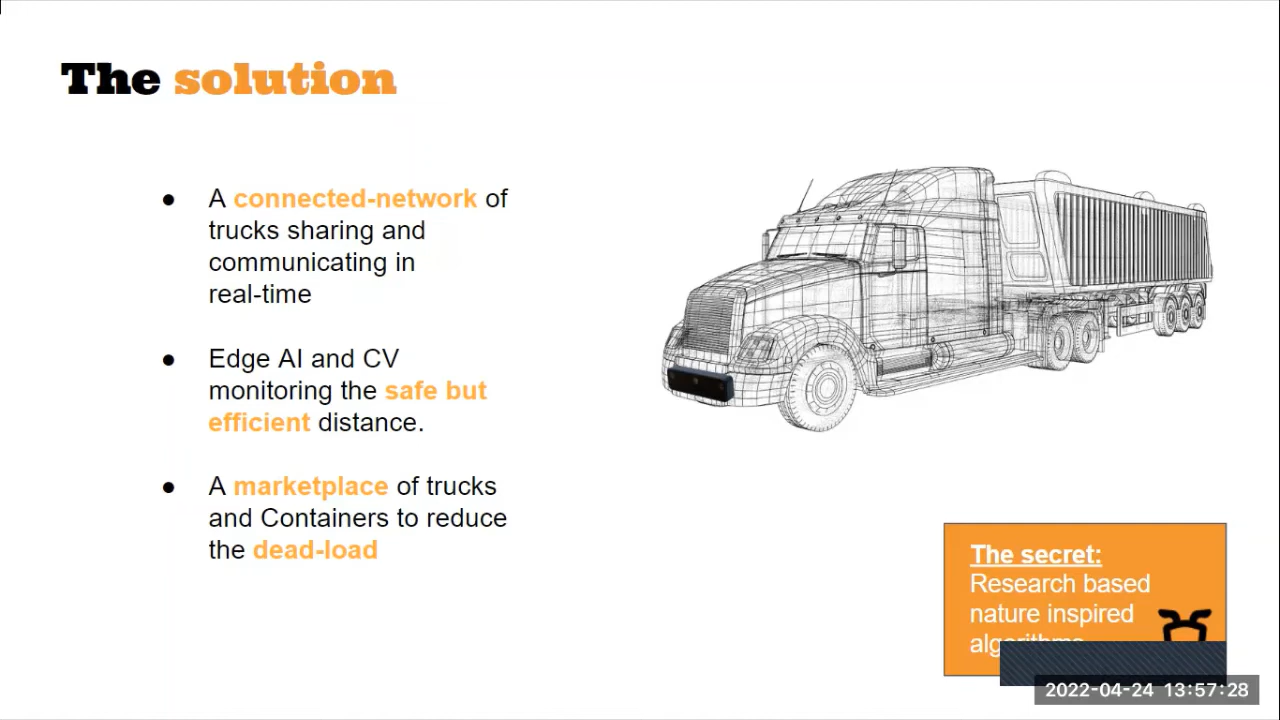 The solution
● A connected-network of
trucks sharing and
communicating in
real-time
● Edge AI and CV
monitoring the safe but
efficient distance.
● A marketplace of trucks
and Containers to reduce
the dead-load
The secret:
Research based
nature inspired
algorithms
2022-04-24 13:57:28